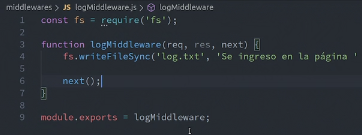 middlewares > JS logMiddleware.js > logMiddleware
1 const fs = require('fs');
2
3 function logMiddleware(req, res, next) {
4 fs.writeFileSync('log.txt', 'Se ingreso en la página '
5
6 next();
7 }
8
9 module.exports = logMiddleware;